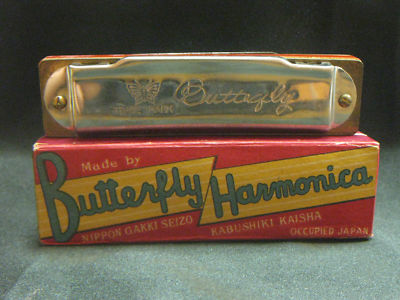 Butterfly
Made by
Butterfly Harmonica
NIPPON GAKKI SEIZO KABUSHIKI KAISHA
OCCUPIED JAPAN